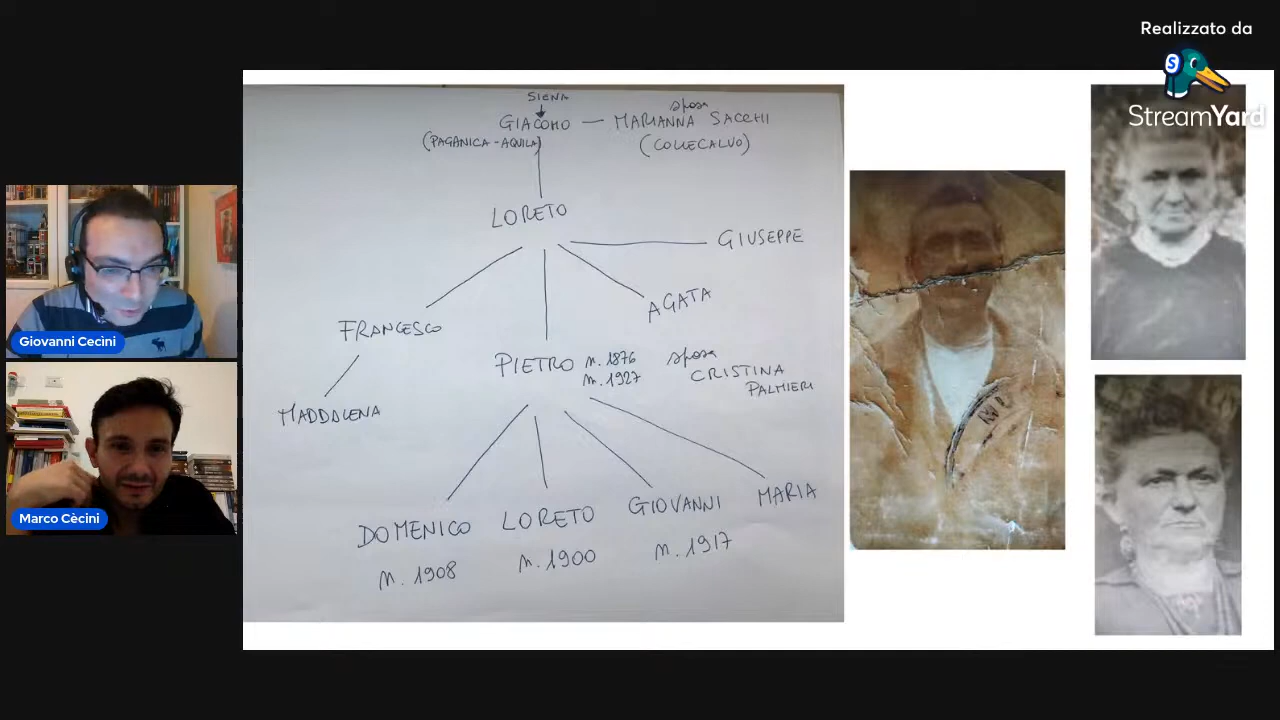 Realizzato da
StreamYard
SIENA
GIACOMO — MARIANNA SACCHI
sposa
(PAGANICA - AQUILA)
(COLLECALVO)
LORETO
GIUSEPPE
AGATA
FRANCESCO
PIETRO n. 1876
m. 1927
sposa
CRISTINA
PALMIERI
MADDALENA
DOMENICO
n. 1908
LORETO
n. 1900
GIOVANNI
n. 1917
MARIA
Giovanni Cecini
Marco Cècini